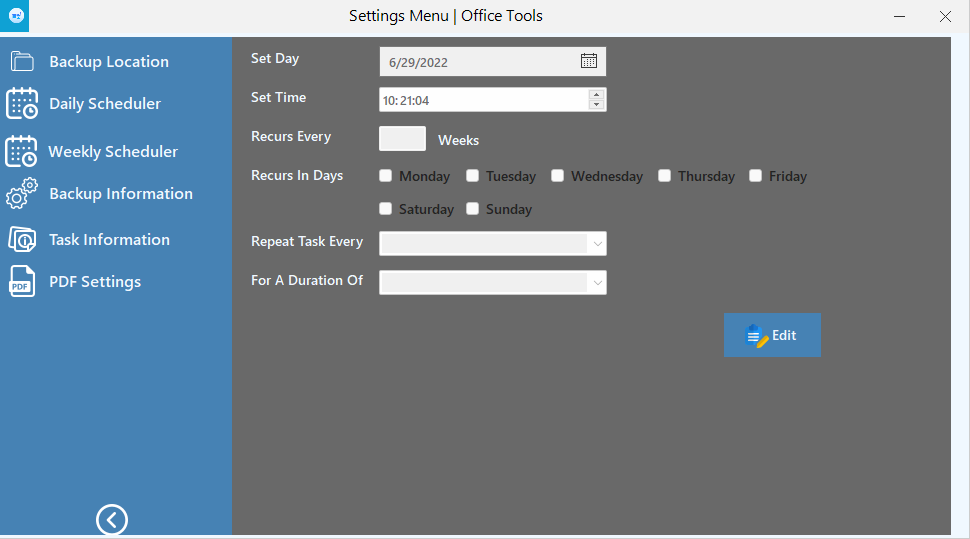 Settings Menu | Office Tools
Backup Location
Daily Scheduler
Weekly Scheduler
Backup Information
Task Information
PDF
PDF Settings
Set Day
6/29/2022
Set Time
10:21:04
Recurs Every
Weeks
Recurs In Days
Monday
Tuesday
Wednesday
Thursday
Friday
Saturday
Sunday
Repeat Task Every
For A Duration Of
Edit